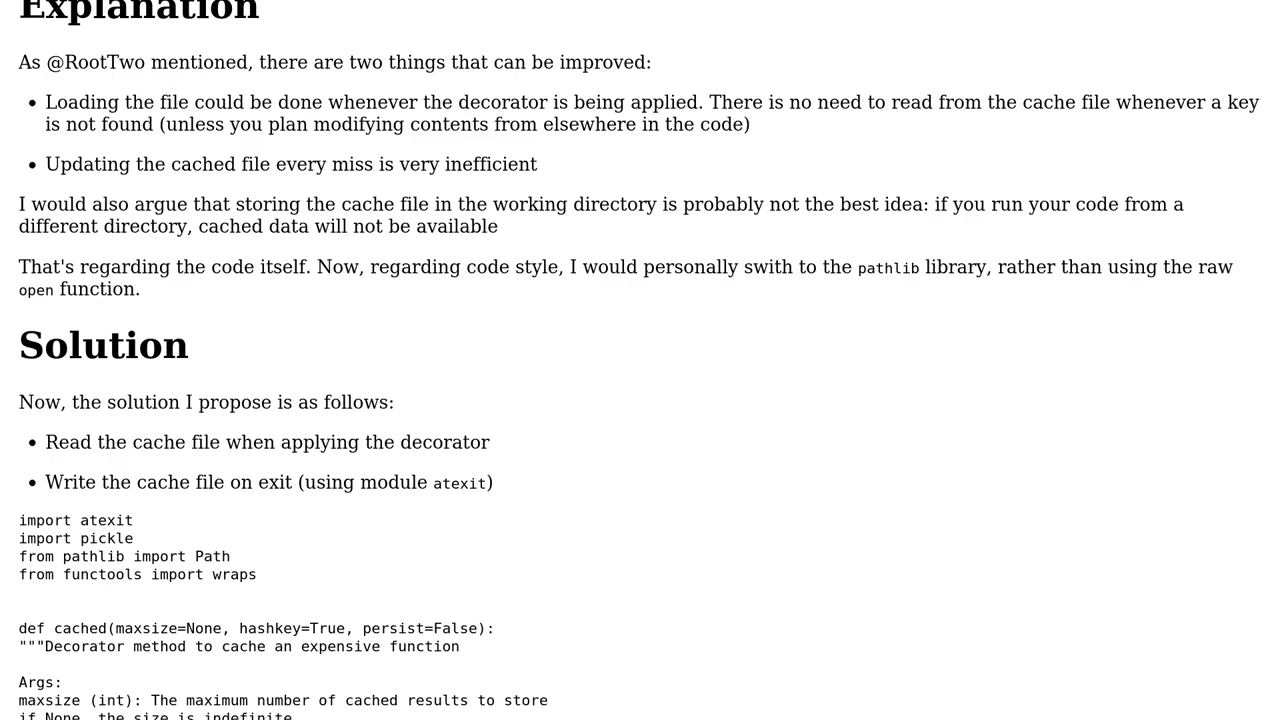 Explanation
As @RootTwo mentioned, there are two things that can be improved:
• Loading the file could be done whenever the decorator is being applied. There is no need to read from the cache file whenever a key
is not found (unless you plan modifying contents from elsewhere in the code)
• Updating the cached file every miss is very inefficient
I would also argue that storing the cache file in the working directory is probably not the best idea: if you run your code from a
different directory, cached data will not be available
That's regarding the code itself. Now, regarding code style, I would personally swith to the pathlib library, rather than using the raw
open function.
Solution
Now, the solution I propose is as follows:
• Read the cache file when applying the decorator
• Write the cache file on exit (using module atexit)
import atexit
import pickle
from pathlib import Path
from functools import wraps
def cached(maxsize=None, hashkey=True, persist=False):
"""Decorator method to cache an expensive function
Args:
maxsize (int): The maximum number of cached results to store
if None, the size is indefinite